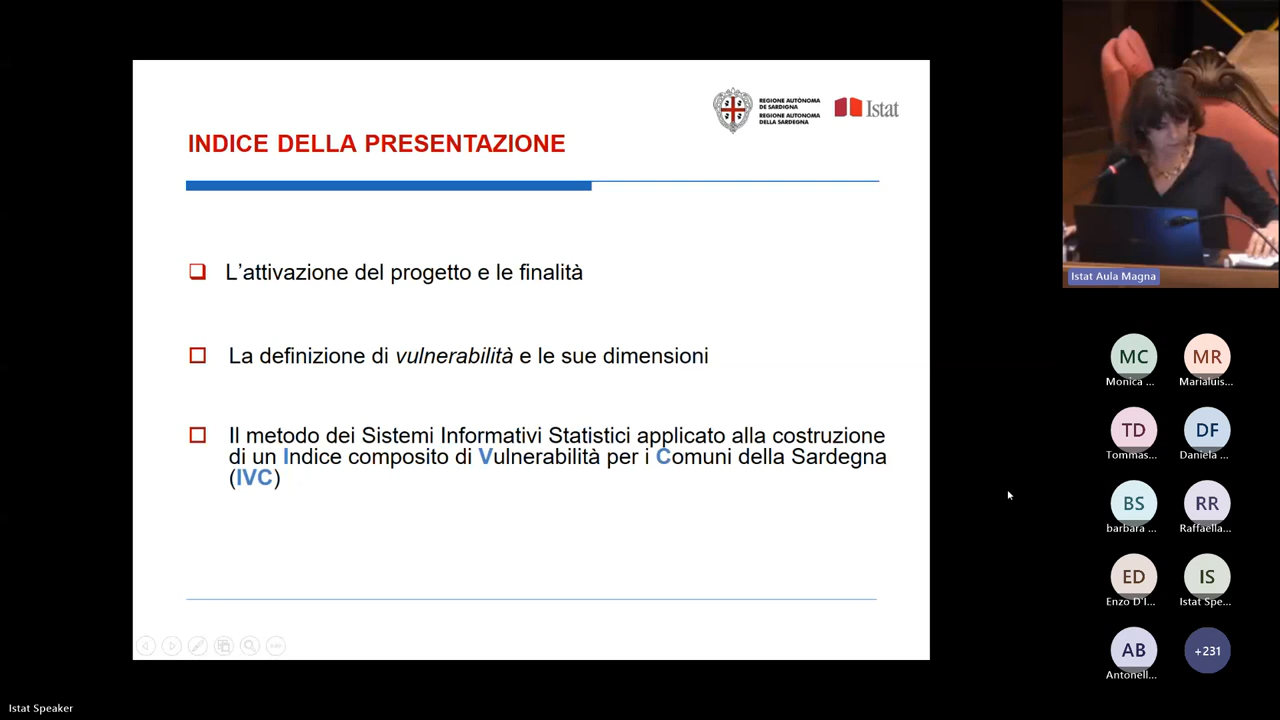 REGIONE AUTÒNOMA
DE SARDIGNA
REGIONE AUTONOMA
DELLA SARDEGNA
Istat
INDICE DELLA PRESENTAZIONE
L’attivazione del progetto e le finalità
La definizione di vulnerabilità e le sue dimensioni
Il metodo dei Sistemi Informativi Statistici applicato alla costruzione
di un Indice composito di Vulnerabilità per i Comuni della Sardegna
(IVC)
Istat Aula Magna
MC
MR
Monica ...
Marialuis...
TD
DF
Tommas...
Daniela ...
BS
RR
barbara ...
Raffaella...
ED
IS
Enzo D'I...
Istat Spe...
AB
+231
Antonell...
Istat Speaker